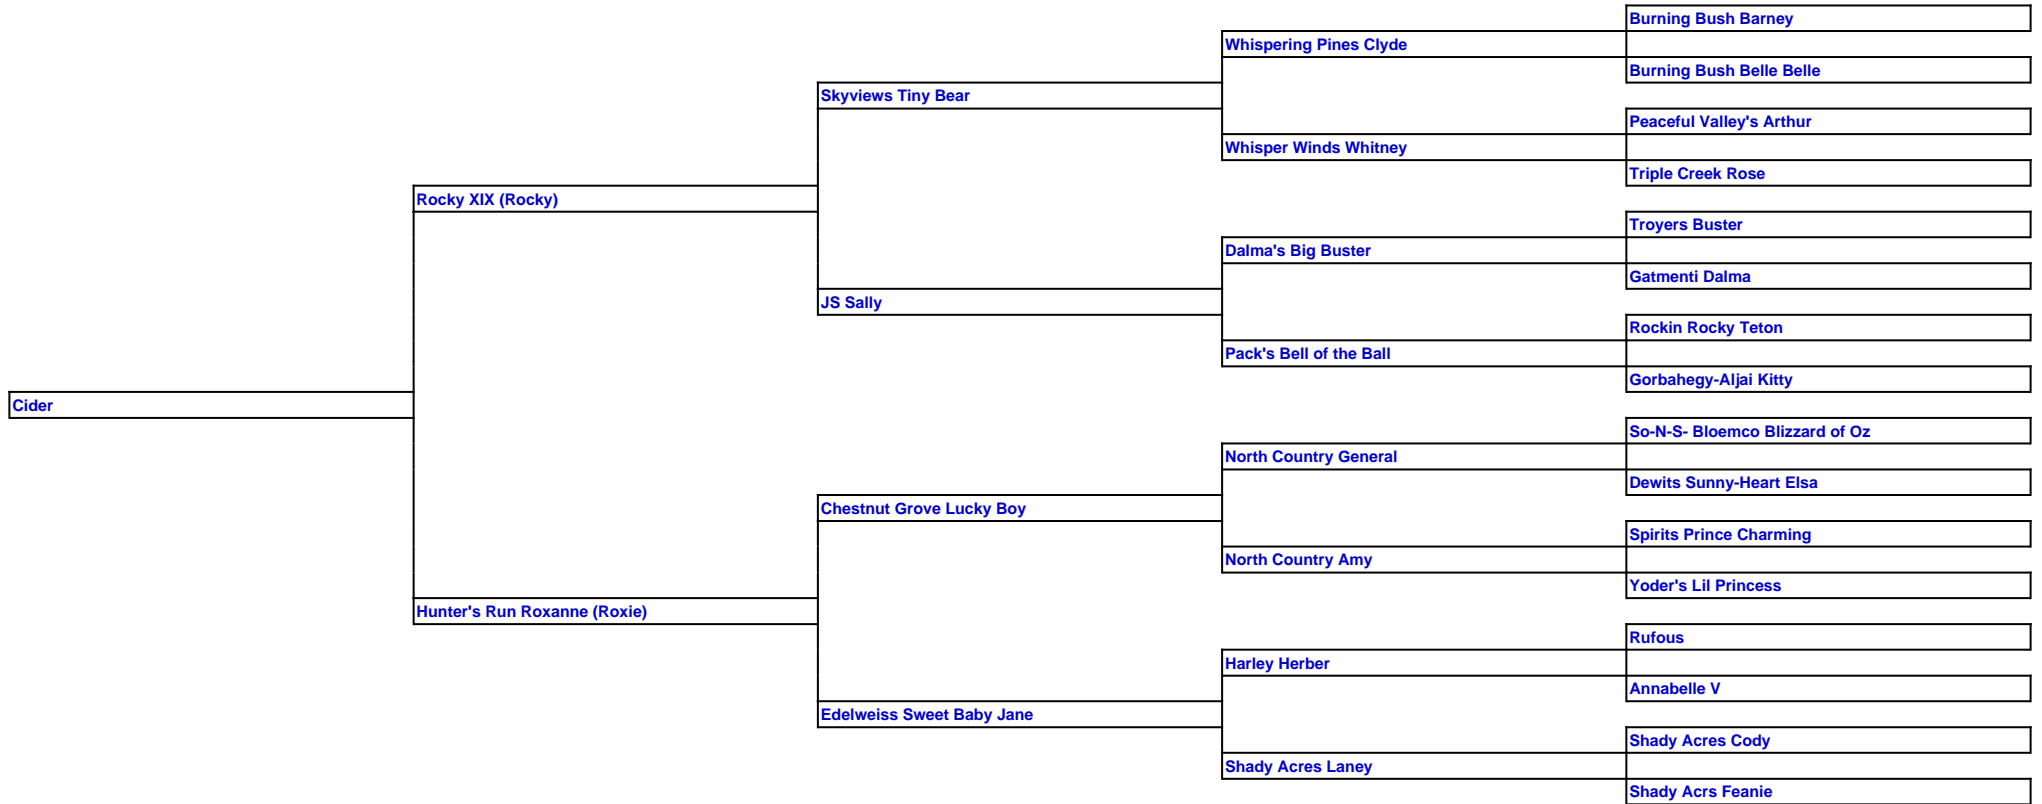 Burning Bush Barney
Whispering Pines Clyde
Burning Bush Belle Belle
Skyviews Tiny Bear
Peaceful Valley's Arthur
Whisper Winds Whitney
Triple Creek Rose
Rocky XIX (Rocky)
Troyers Buster
Dalma's Big Buster
Gatmenti Dalma
JS Sally
Rockin Rocky Teton
Pack's Bell of the Ball
Gorbahegy-Aljai Kitty
Cider
So-N-S- Bloemco Blizzard of Oz
North Country General
Dewits Sunny-Heart Elsa
Chestnut Grove Lucky Boy
Spirits Prince Charming
North Country Amy
Yoder's Lil Princess
Hunter's Run Roxanne (Roxie)
Rufous
Harley Herber
Annabelle V
Edelweiss Sweet Baby Jane
Shady Acres Cody
Shady Acres Laney
Shady Acrs Feanie